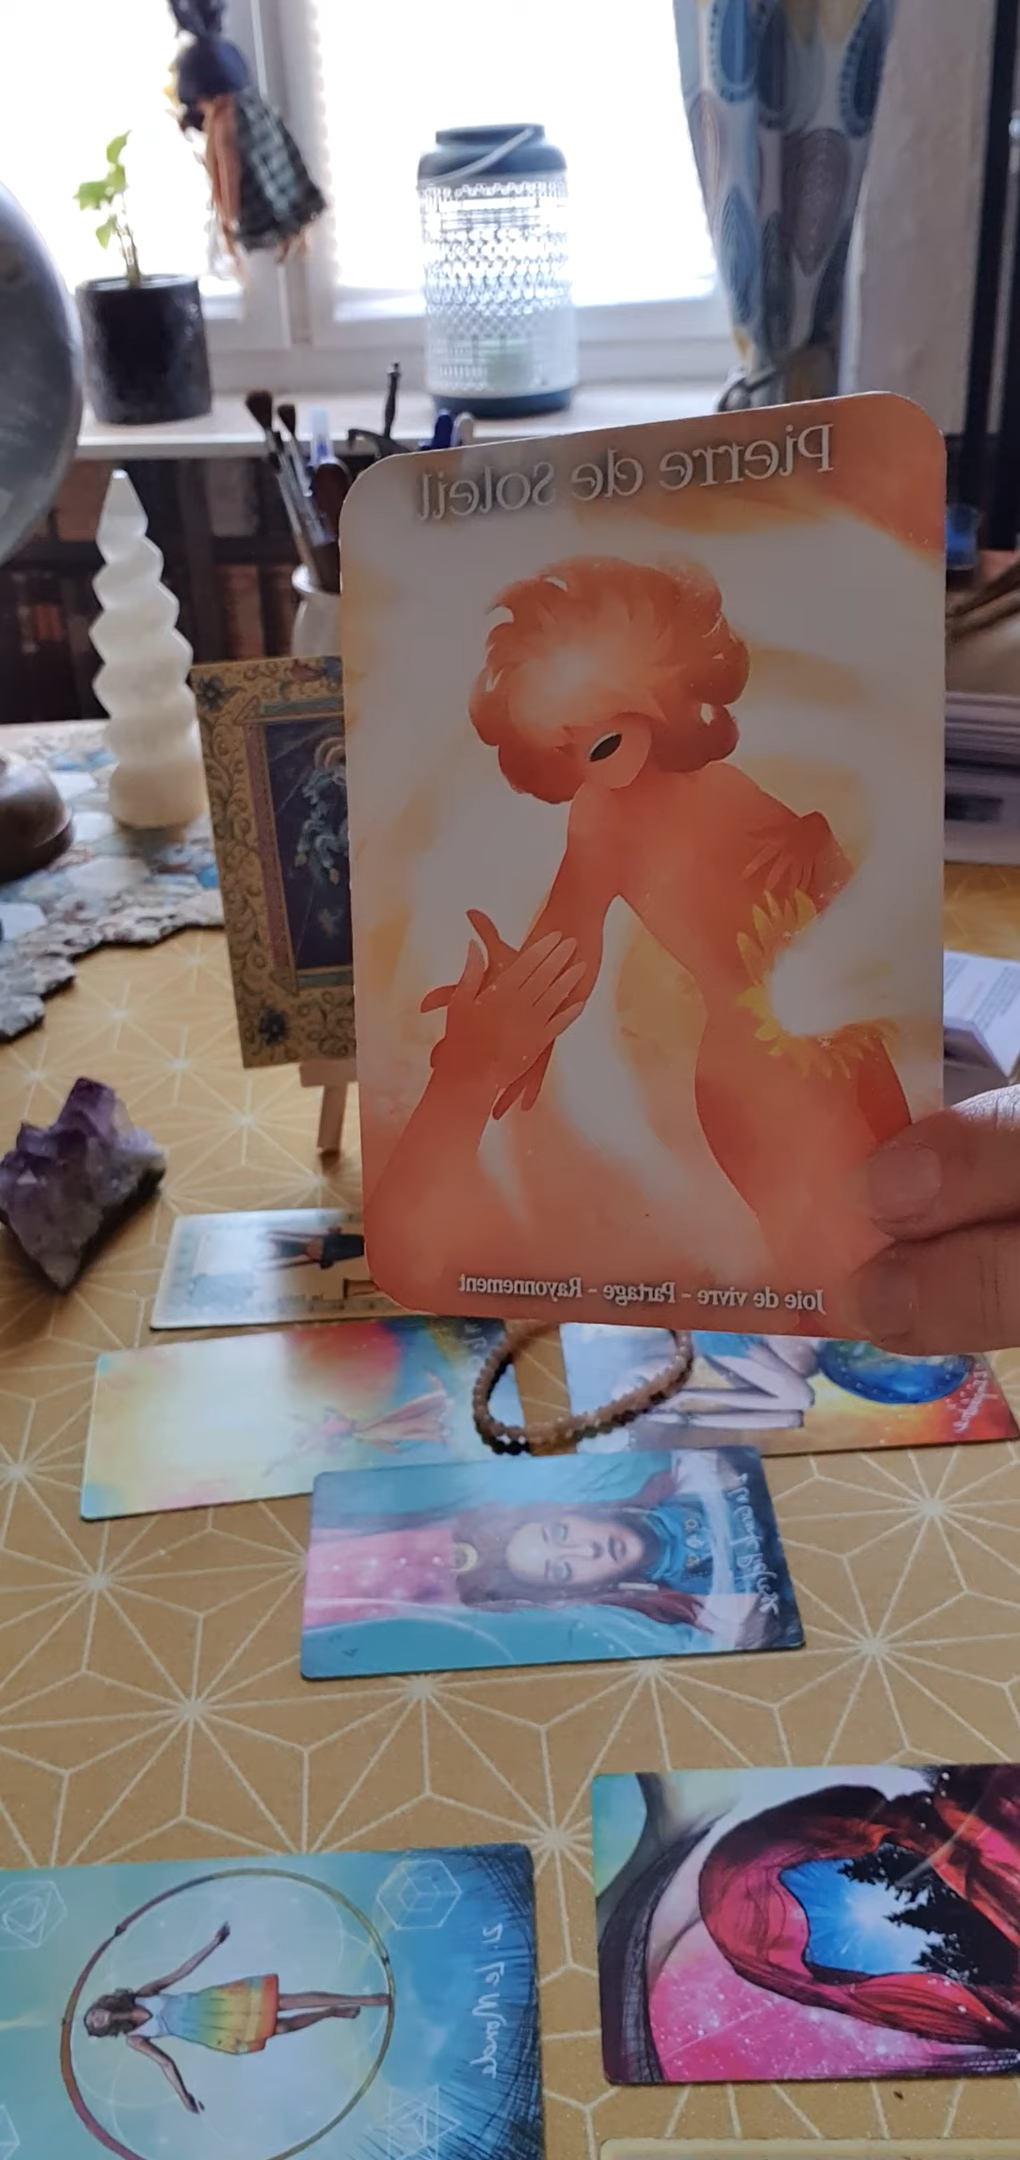 Pierre de Soleil
Joie de vivre - Partage - Rayonnement
21. Le Monde